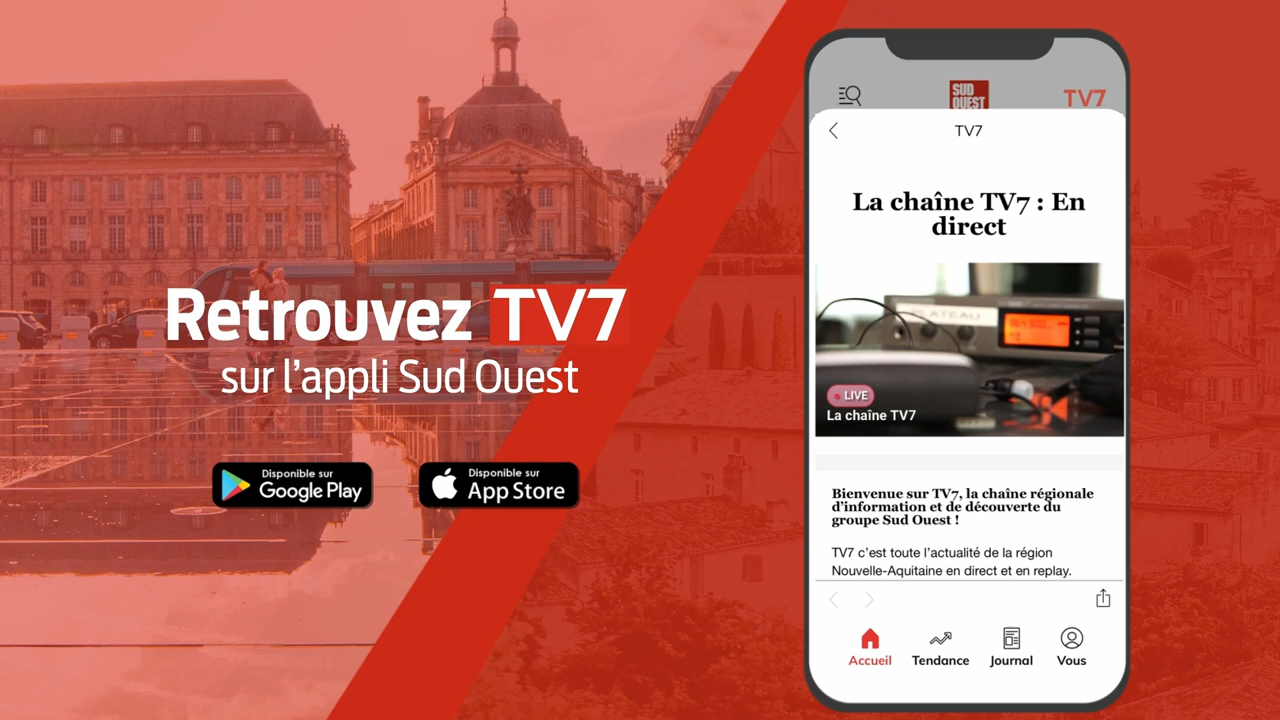 Retrouvez TV7
sur l’appli Sud Ouest
Disponible sur
Google Play
Disponible sur
App Store
SUD
OUEST
TV7
TV7
La chaîne TV7 : En
direct
PLATEAU
LIVE
La chaîne TV7
Bienvenue sur TV7, la chaîne régionale
d’information et de découverte du
groupe Sud Ouest !
TV7 c’est toute l’actualité de la région
Nouvelle-Aquitaine en direct et en replay.
Accueil
Tendance
Journal
Vous